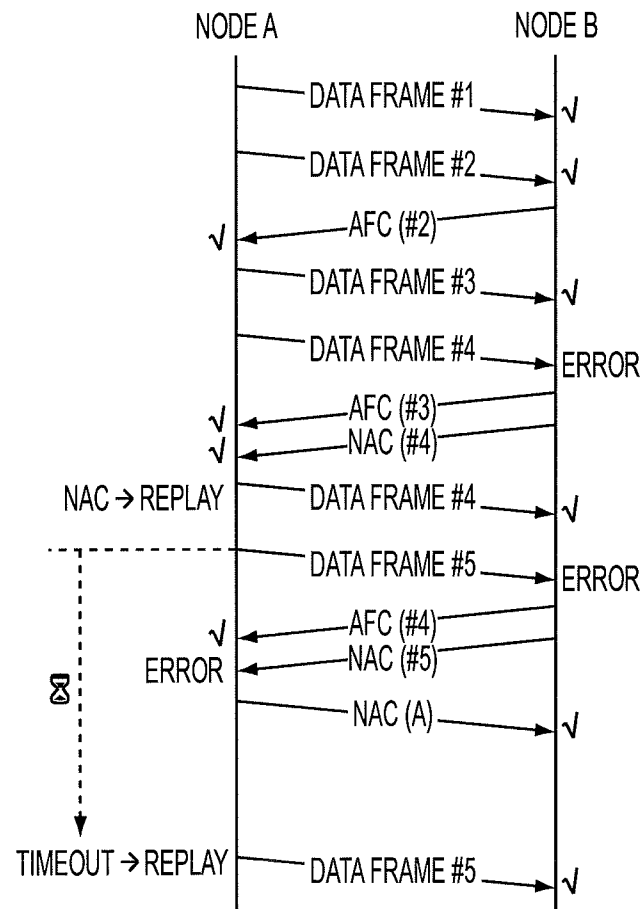 NODE A
NODE B
DATA FRAME #1
√
DATA FRAME #2
√
AFC (#2)
√
DATA FRAME #3
√
DATA FRAME #4
ERROR
AFC (#3)
√
NAC (#4)
√
NAC → REPLAY
DATA FRAME #4
√
DATA FRAME #5
ERROR
AFC (#4)
√
NAC (#5)
ERROR
NAC (A)
√
TIMEOUT → REPLAY
DATA FRAME #5
√